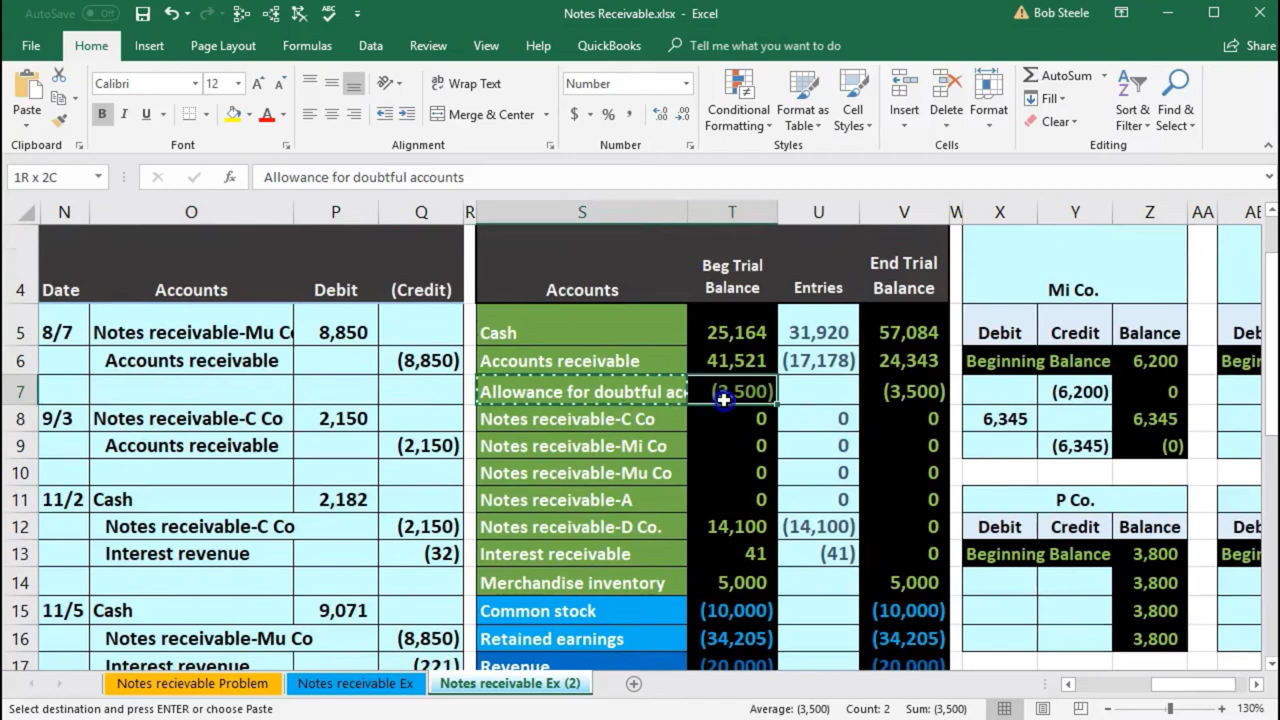 AutoSave Off
Notes Receivable.xlsx - Excel
Bob Steele
File Home Insert Page Layout Formulas Data Review View Help QuickBooks Tell me what you want to do Share
Paste
Calibri 12
Wrap Text
Merge & Center
Number
Conditional Formatting
Format as Table
Cell Styles
Insert Delete Format
AutoSum
Fill
Clear
Sort & Filter
Find & Select
Clipboard Font Alignment Number Styles Cells Editing
1R x 2C fx Allowance for doubtful accounts
N O P Q R S T U V W X Y Z AA AE
4 Date Accounts Debit (Credit) Accounts Beg Trial Balance Entries End Trial Balance Mi Co.
5 8/7 Notes receivable-Mu Co 8,850 Cash 25,164 31,920 57,084 Debit Credit Balance Deb
6 Accounts receivable (8,850) Accounts receivable 41,521 (17,178) 24,343 Beginning Balance 6,200 Begin
7 Allowance for doubtful acc (3,500) (3,500) (6,200) 0
8 9/3 Notes receivable-C Co 2,150 Notes receivable-C Co 0 0 0 6,345 6,345
9 Accounts receivable (2,150) Notes receivable-Mi Co 0 0 0 (6,345) (0)
10 Notes receivable-Mu Co 0 0 0
11 11/2 Cash 2,182 Notes receivable-A 0 0 0 P Co.
12 Notes receivable-C Co (2,150) Notes receivable-D Co. 14,100 (14,100) 0 Debit Credit Balance Deb
13 Interest revenue (32) Interest receivable 41 (41) 0 Beginning Balance 3,800 Begin
14 Merchandise inventory 5,000 5,000 3,800
15 11/5 Cash 9,071 Common stock (10,000) (10,000) 3,800
16 Notes receivable-Mu Co (8,850) Retained earnings (34,205) (34,205) 3,800
17 Interest revenue (221) Revenue (20,000) (20,000)
Notes recievable Problem Notes receivable Ex Notes receivable Ex (2)
Select destination and press ENTER or choose Paste Average: (3,500) Count: 2 Sum: (3,500) 130%